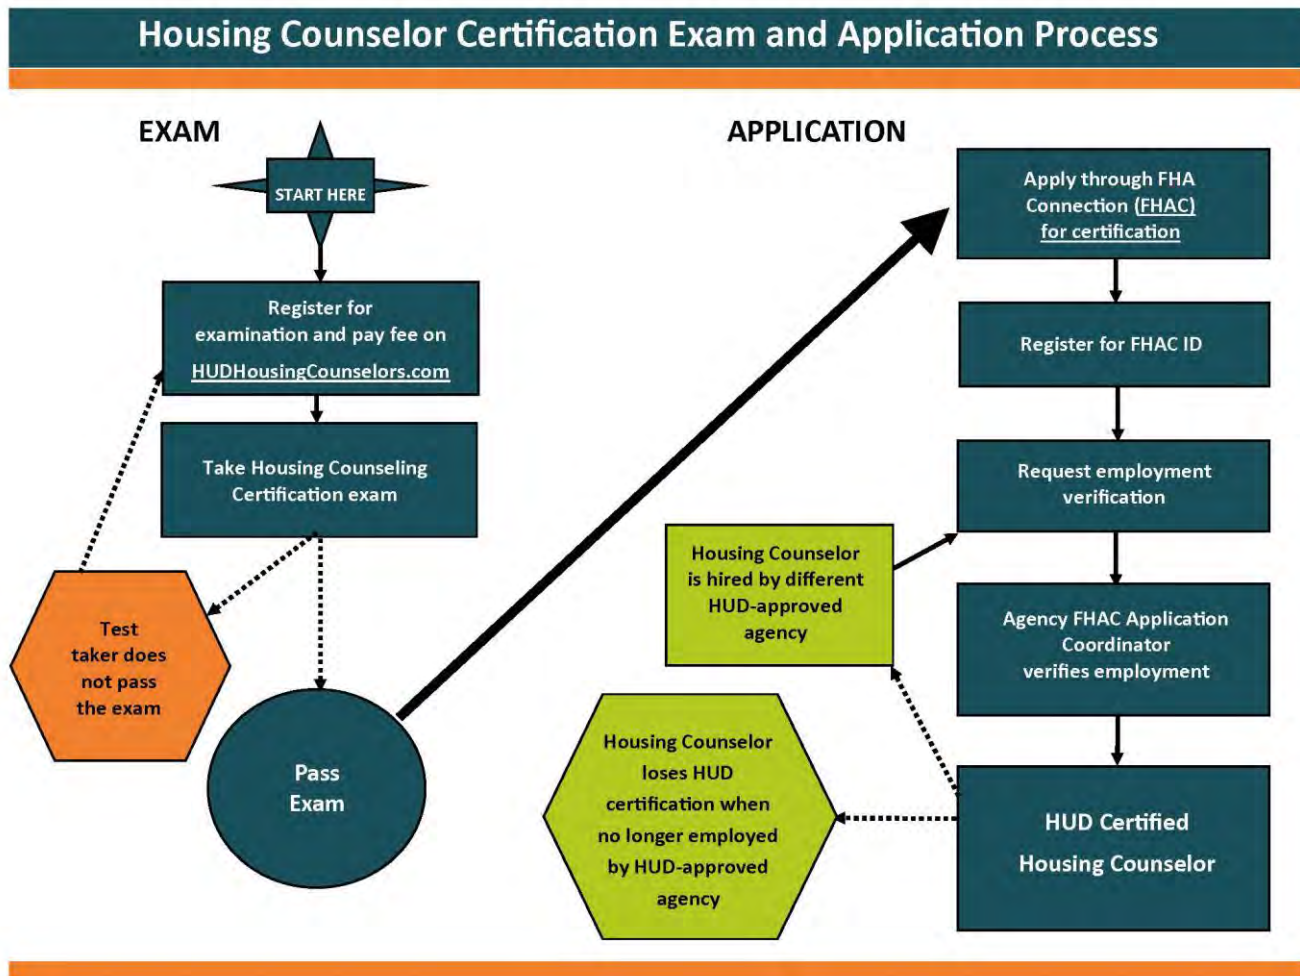 Housing Counselor Certification Exam and Application Process
EXAM
START HERE
Register for
examination and pay fee on
HUDHousingCounselors.com
Take Housing Counseling
Certification exam
Test
taker does
not pass
the exam
Pass
Exam
APPLICATION
Apply through FHA
Connection (FHAC)
for certification
Register for FHAC ID
Request employment
verification
Housing Counselor
is hired by different
HUD-approved
agency
Agency FHAC Application
Coordinator
verifies employment
Housing Counselor
loses HUD
certification when
no longer employed
by HUD-approved
agency
HUD Certified
Housing Counselor